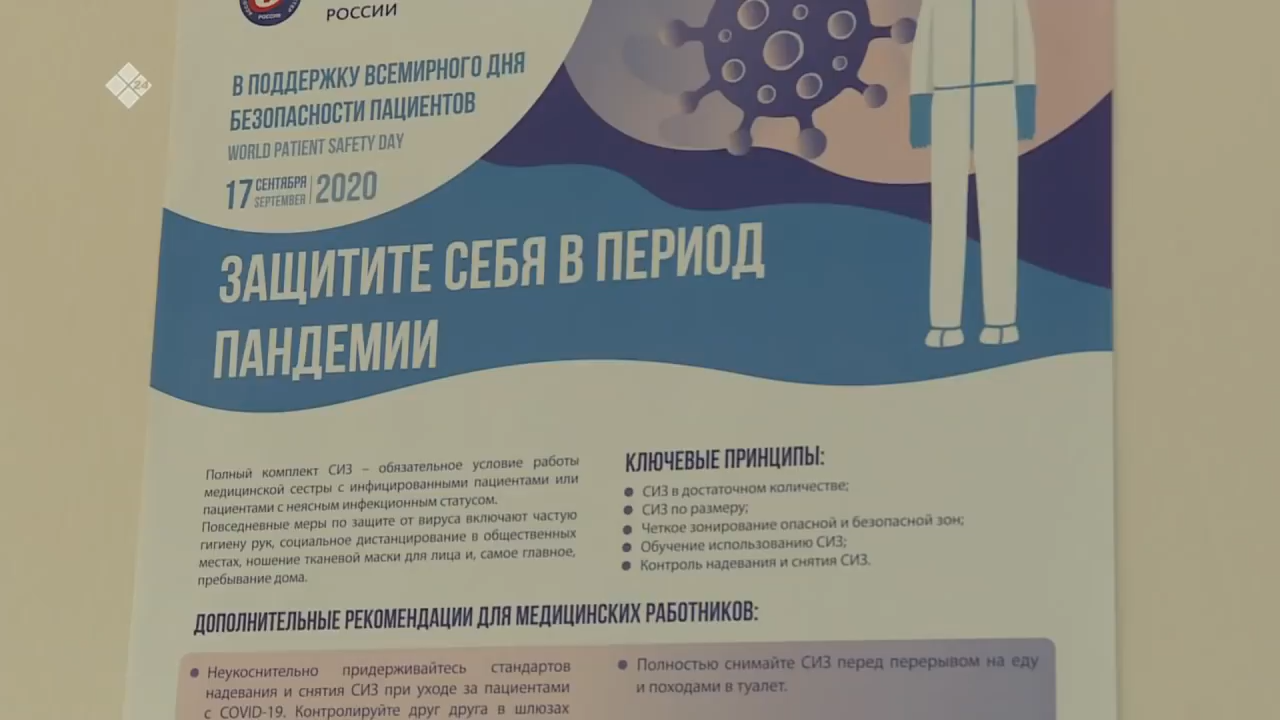 РОССИИ
24
В ПОДДЕРЖКУ ВСЕМИРНОГО ДНЯ
БЕЗОПАСНОСТИ ПАЦИЕНТОВ
WORLD PATIENT SAFETY DAY
17 СЕНТЯБРЯ
SEPTEMBER
2020
ЗАЩИТИТЕ СЕБЯ В ПЕРИОД
ПАНДЕМИИ
Полный комплект СИЗ – обязательное условие работы
медицинской сестры с инфицированными пациентами или
пациентами с неясным инфекционным статусом.
Повседневные меры по защите от вируса включают частую
гигиену рук, социальное дистанцирование в общественных
местах, ношение тканевой маски для лица и, самое главное,
пребывание дома.
КЛЮЧЕВЫЕ ПРИНЦИПЫ:
СИЗ в достаточном количестве;
СИЗ по размеру;
Четкое зонирование опасной и безопасной зон;
Обучение использованию СИЗ;
Контроль надевания и снятия СИЗ.
ДОПОЛНИТЕЛЬНЫЕ РЕКОМЕНДАЦИИ ДЛЯ МЕДИЦИНСКИХ РАБОТНИКОВ:
Неукоснительно придерживайтесь стандартов
надевания и снятия СИЗ при уходе за пациентами
с COVID-19. Контролируйте друг друга в шлюзах
Полностью снимайте СИЗ перед перерывом на еду
и походами в туалет.